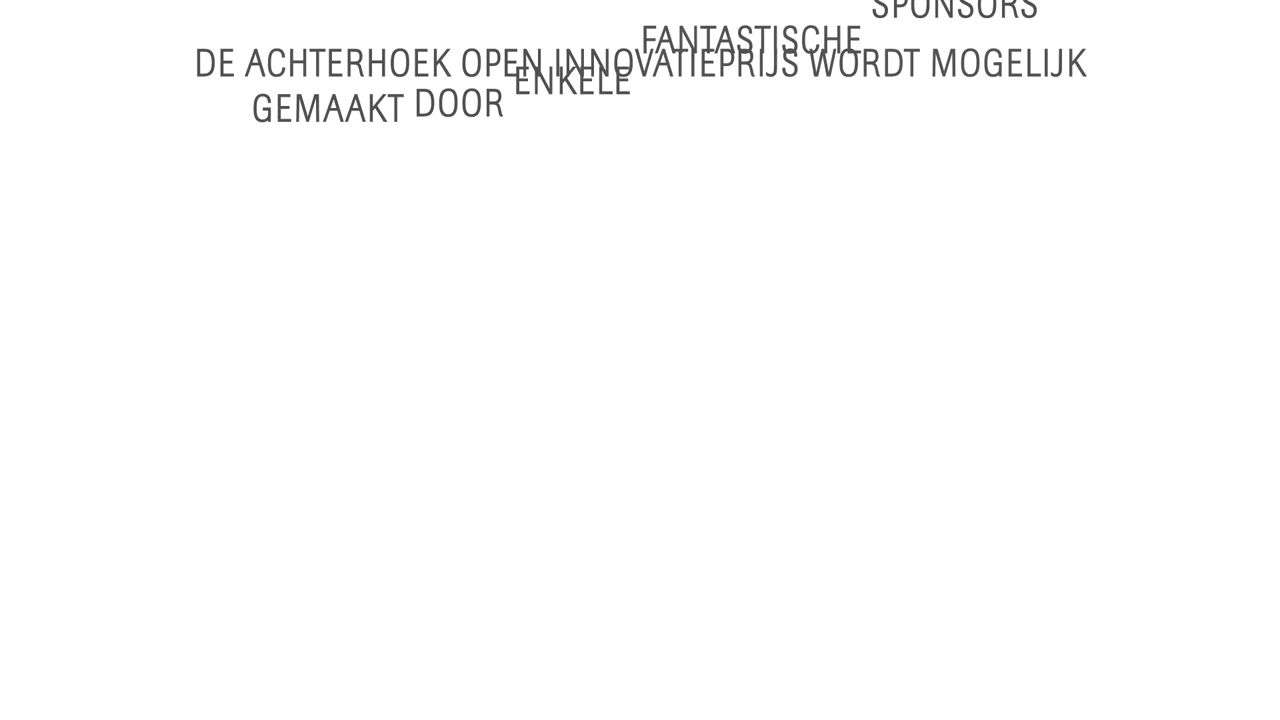 DE ACHTERHOEK OPEN INNOVATIEPRIJS WORDT MOGELIJK
GEMAAKT DOOR ENKELE FANTASTISCHE SPONSORS